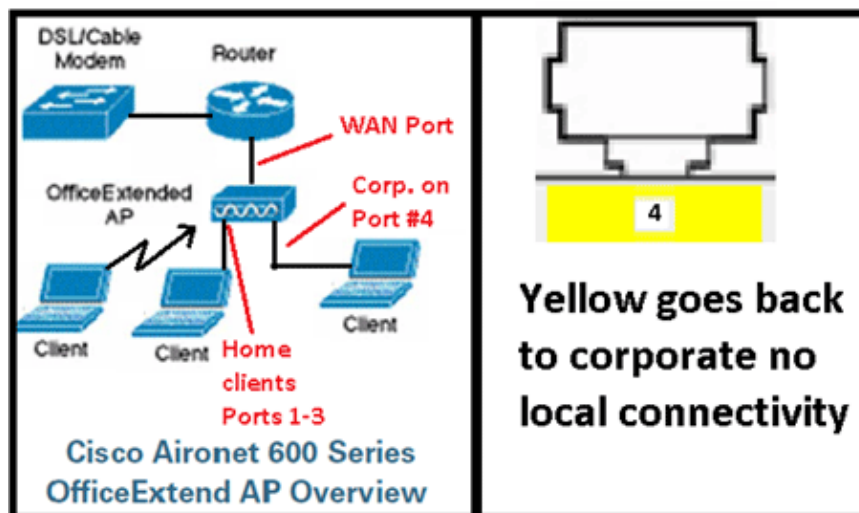 DSL/Cable
Modem
Router
WAN Port
OfficeExtended
AP
Corp. on
Port #4
Client
Client
Client
Home
clients
Ports 1-3
Cisco Aironet 600 Series
OfficeExtend AP Overview
4
Yellow goes back
to corporate no
local connectivity